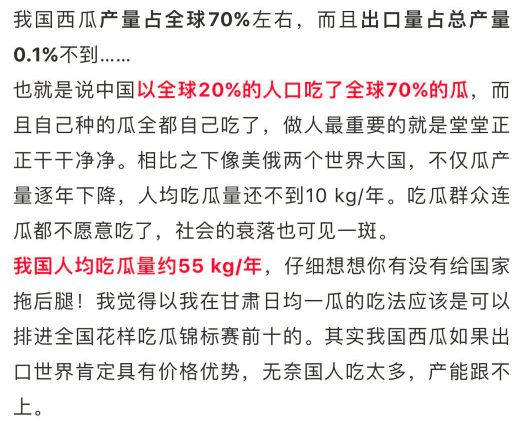 我国西瓜产量占全球70%左右，而且出口量占总产量
0.1%不到……
也就是说中国以全球20%的人口吃了全球70%的瓜，而
且自己种的瓜全都自己吃了，做人最重要的就是堂堂正
正干干净净。相比之下像美俄两个世界大国，不仅瓜产
量逐年下降，人均吃瓜量还不到10 kg/年。吃瓜群众连
瓜都不愿意吃了，社会的衰落也可见一斑。
我国人均吃瓜量约55 kg/年，仔细想想你有没有给国家
拖后腿！我觉得以我在甘肃日均一瓜的吃法应该是可以
排进全国花样吃瓜锦标赛前十的。其实我国西瓜如果出
口世界肯定具有价格优势，无奈国人吃太多，产能跟不
上。